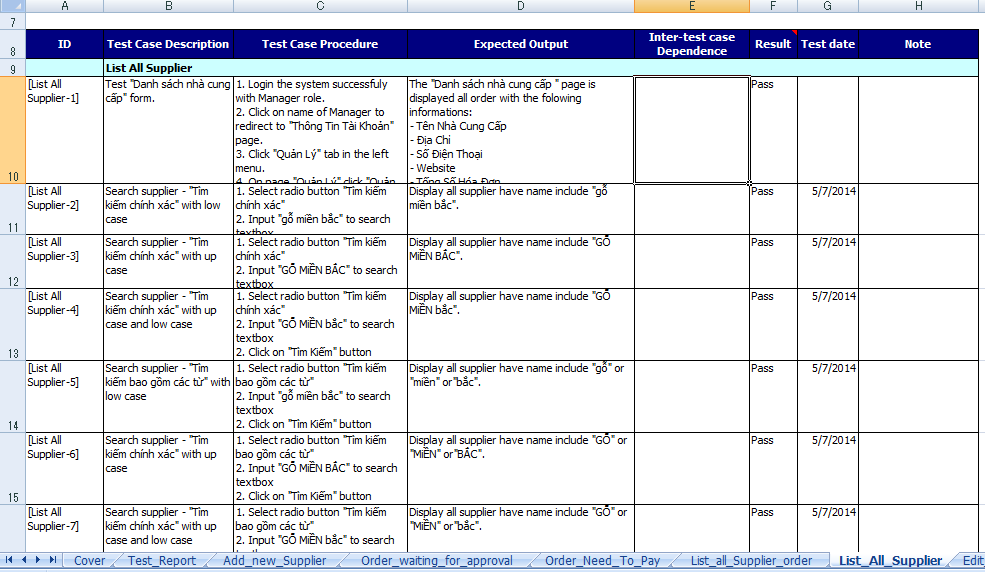 A B C D E F G H
7
8 ID Test Case Description Test Case Procedure Expected Output Inter-test case Dependence Result Test date Note
9 List All Supplier
10
[List All
Supplier-1]
Test "Danh sách nhà cung
cấp" form.
1. Login the system successfuly
with Manager role.
2. Click on name of Manager to
redirect to "Thông Tin Tài Khoản"
page.
3. Click "Quản Lý" tab in the left
menu.
4. On page "Quản Lý" click "Quản
The "Danh sách nhà cung cấp " page is
displayed all order with the folowing
informations:
- Tên Nhà Cung Cấp
- Địa Chỉ
- Số Điện Thoại
- Website
- Tổng Số Hóa Đơn
Pass
11
[List All
Supplier-2]
Search supplier - "Tìm
kiếm chính xác" with low
case
1. Select radio button "Tìm kiếm
chính xác"
2. Input "gỗ miền bắc" to search
textbox
Display all supplier have name include "gỗ
miền bắc".
Pass
5/7/2014
12
[List All
Supplier-3]
Search supplier - "Tìm
kiếm chính xác" with up
case
1. Select radio button "Tìm kiếm
chính xác"
2. Input "GỖ MiỀN BẮC" to search
textbox
Display all supplier have name include "GỖ
MiỀN BẮC".
Pass
5/7/2014
13
[List All
Supplier-4]
Search supplier - "Tìm
kiếm chính xác" with up
case and low case
1. Select radio button "Tìm kiếm
chính xác"
2. Input "GỖ MiỀN bắc" to search
textbox
2. Click on "Tìm Kiếm" button
Display all supplier have name include "GỖ
MiỀN bắc".
Pass
5/7/2014
14
[List All
Supplier-5]
Search supplier - "Tìm
kiếm bao gồm các từ" with
low case
1. Select radio button "Tìm kiếm
bao gồm các từ"
2. Input "gỗ miền bắc" to search
textbox
2. Click on "Tìm Kiếm" button
Display all supplier have name include "gỗ" or
"miền" or"bắc".
Pass
5/7/2014
15
[List All
Supplier-6]
Search supplier - "Tìm
kiếm chính xác" with up
case
1. Select radio button "Tìm kiếm
bao gồm các từ"
2. Input "GỖ MiỀN BẮC" to search
textbox
2. Click on "Tìm Kiếm" button
Display all supplier have name include "GỖ" or
"MiỀN" or"BẮC".
Pass
5/7/2014
[List All
Supplier-7]
Search supplier - "Tìm
kiếm chính xác" with up
case and low case
1. Select radio button "Tìm kiếm
bao gồm các từ"
2. Input "GỖ MiỀN bắc" to search
Display all supplier have name include "GỖ" or
"MiỀN" or"bắc".
Pass
5/7/2014
Cover Test_Report Add_new_Supplier Order_waiting_for_approval Order_Need_To_Pay List_all_Supplier_order List_All_Supplier Edit